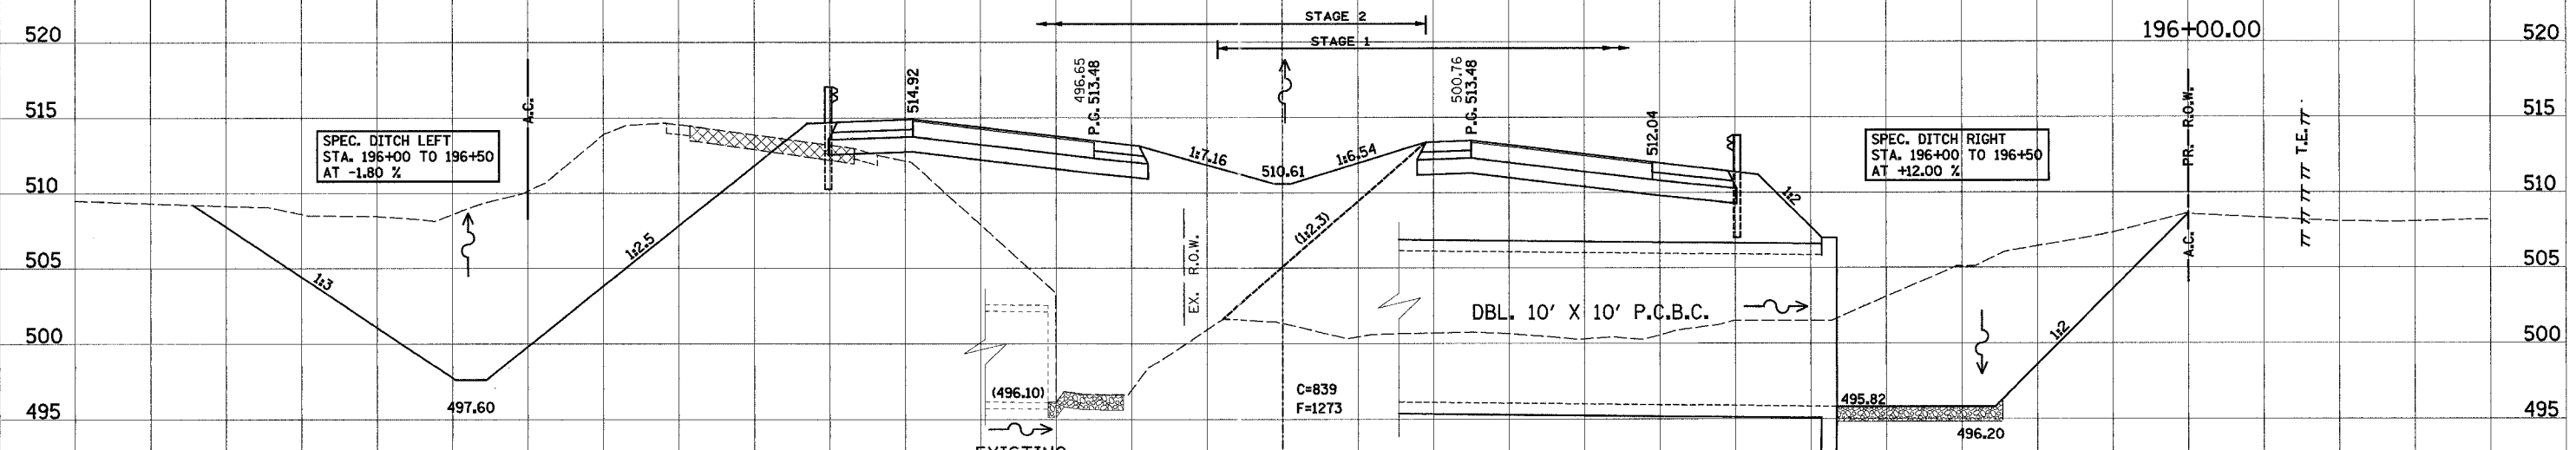 STAGE 2
STAGE 1
196+00.00
520
520
515
515
510
510
505
505
500
500
495
495
SPEC. DITCH LEFT
STA. 196+00 TO 196+50
AT -1.80 %
A.C.
514.92
496.65
P.G. 513.48
500.76
P.G. 513.48
512.04
SPEC. DITCH RIGHT
STA. 196+00 TO 196+50
AT +12.00 %
PR. R.O.W.
A.C.
T.E.
1:7.16
510.61
1:6.54
1:2
1:3
1:2.5
(1:2.3)
EX. R.O.W.
DBL. 10' X 10' P.C.B.C.
1:2
497.60
(496.10)
C=839
F=1273
495.82
496.20
EXISTING